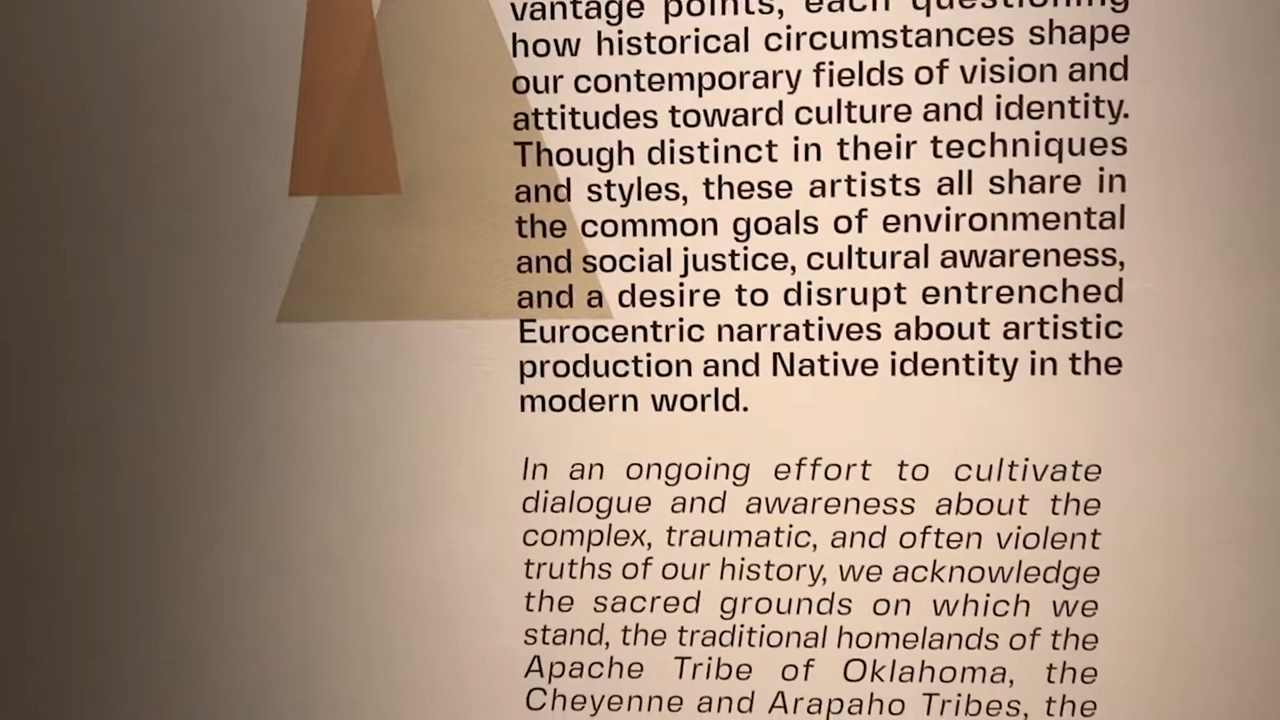 vantage points, each questioning
how historical circumstances shape
our contemporary fields of vision and
attitudes toward culture and identity.
Though distinct in their techniques
and styles, these artists all share in
the common goals of environmental
and social justice, cultural awareness,
and a desire to disrupt entrenched
Eurocentric narratives about artistic
production and Native identity in the
modern world.
In an ongoing effort to cultivate
dialogue and awareness about the
complex, traumatic, and often violent
truths of our history, we acknowledge
the sacred grounds on which we
stand, the traditional homelands of the
Apache Tribe of Oklahoma, the
Cheyenne and Arapaho Tribes, the